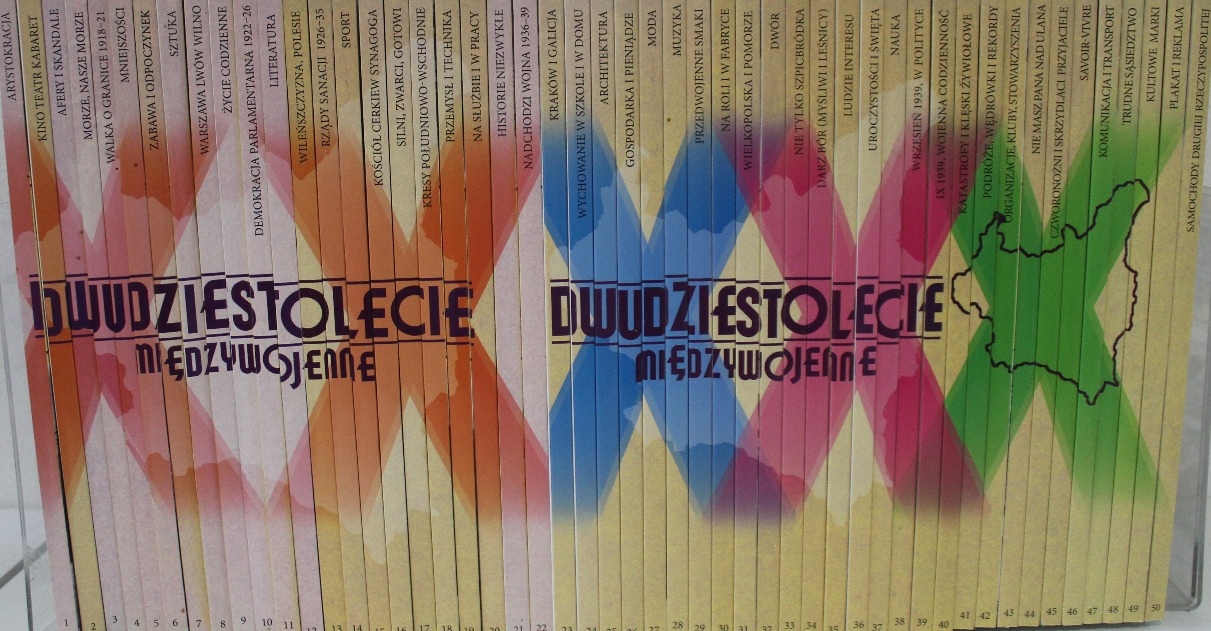 ARYSTOKRACJA
KINO TEATR KABARET
AFERY I SKANDALE
MORZE, NASZE MORZE
WALKA O GRANICE 1918–21
MNIEJSZOŚCI
ZABAWA I ODPOCZYNEK
SZTUKA
WARSZAWA LWÓW WILNO
ŻYCIE CODZIENNE
DEMOKRACJA PARLAMENTARNA 1922–26
LITERATURA
WILEŃSZCZYZNA, POLESIE
RZĄDY SANACJI 1926–35
SPORT
KOŚCIÓŁ CERKIEW SYNAGOGA
SILNI, ZWARCI, GOTOWI
KRESY POŁUDNIOWO-WSCHODNIE
PRZEMYSŁ I TECHNIKA
NA SŁUŻBIE I W PRACY
HISTORIE NIEZWYKŁE
NADCHODZI WOJNA 1936–39
KRAKÓW I GALICJA
WYCHOWANIE W SZKOLE I W DOMU
ARCHITEKTURA
GOSPODARKA I PIENIĄDZE
MODA
MUZYKA
PRZEDWOJENNE SMAKI
NA ROLI I W FABRYCE
WIELKOPOLSKA I POMORZE
DWÓR
NIE TYLKO SZPICBRÓDKA
DARZ BÓR (MYŚLIWI I LEŚNICY)
LUDZIE INTERESU
UROCZYSTOŚCI I ŚWIĘTA
NAUKA
WRZESIEŃ 1939, W POLITYCE
IX 1939, WOJENNA CODZIENNOŚĆ
KATASTROFY I KLĘSKI ŻYWIOŁOWE
PODRÓŻE, WĘDRÓWKI I REKORDY
ORGANIZACJE, KLUBY, STOWARZYSZENIA
NIE MASZ PANA NAD UŁANA
CZWORONOŻNI I SKRZYDLACI PRZYJACIELE
SAVOIR-VIVRE
KOMUNIKACJA I TRANSPORT
TRUDNE SĄSIEDZTWO
KULTOWE MARKI
PLAKAT I REKLAMA
SAMOCHODY DRUGIEJ RZECZYPOSPOLITEJ
DWUDZIESTOLECIE
MIĘDZYWOJENNE
DWUDZIESTOLECIE
MIĘDZYWOJENNE
1 2 3 4 5 6 7 8 9 10 11 12 13 14 15 16 17 18 19 20 21 22 23 24 25 26 27 28 29 30 31 32 33 34 35 36 37 38 39 40 41 42 43 44 45 46 47 48 49 50